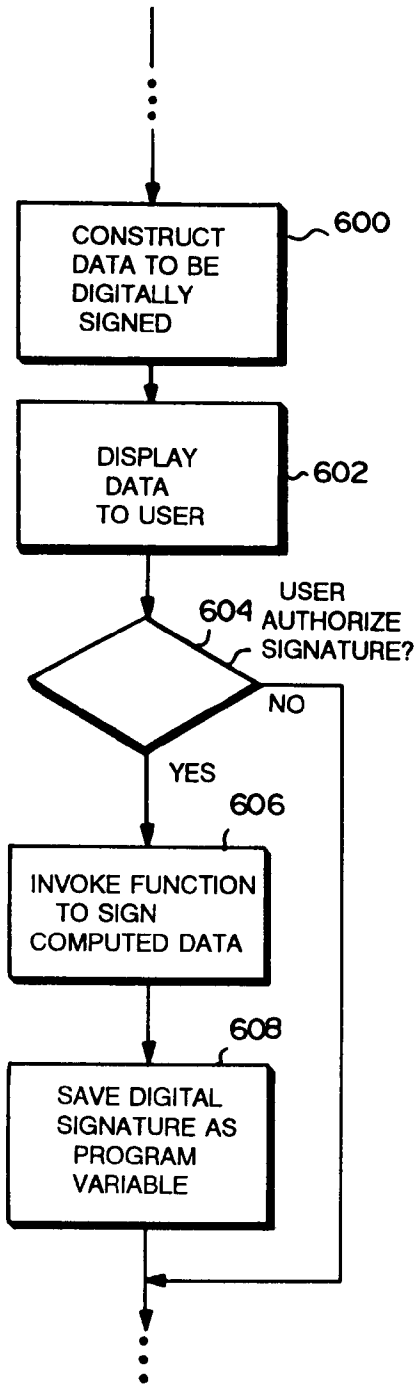 CONSTRUCT
DATA TO BE
DIGITALLY
SIGNED
600
DISPLAY
DATA
TO USER
602
604
USER
AUTHORIZE
SIGNATURE?
NO
YES
606
INVOKE FUNCTION
TO SIGN
COMPUTED DATA
608
SAVE DIGITAL
SIGNATURE AS
PROGRAM
VARIABLE